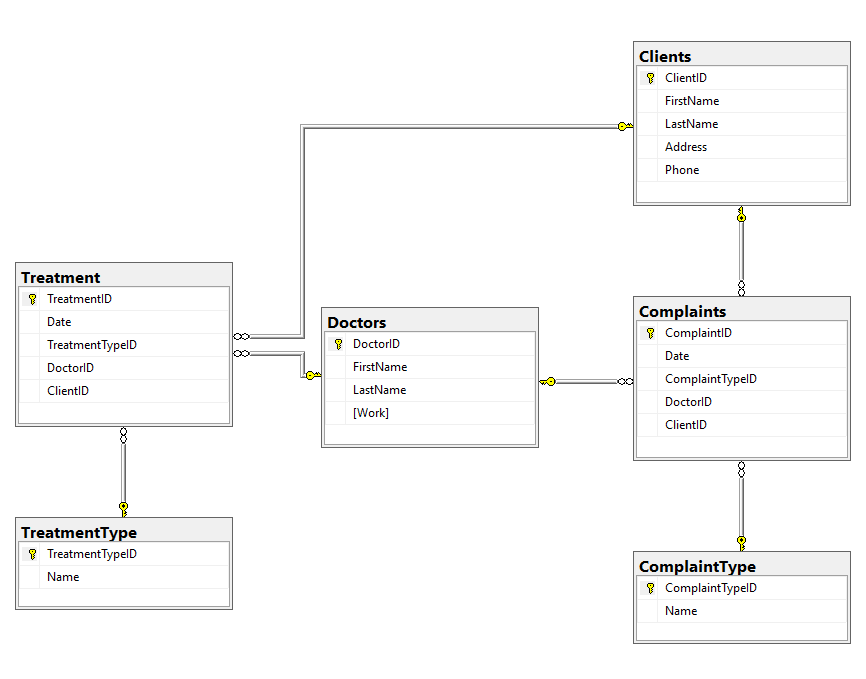 Clients
ClientID
FirstName
LastName
Address
Phone
Treatment
TreatmentID
Date
TreatmentTypeID
DoctorID
ClientID
Doctors
DoctorID
FirstName
LastName
[Work]
Complaints
ComplaintID
Date
ComplaintTypeID
DoctorID
ClientID
TreatmentType
TreatmentTypeID
Name
ComplaintType
ComplaintTypeID
Name